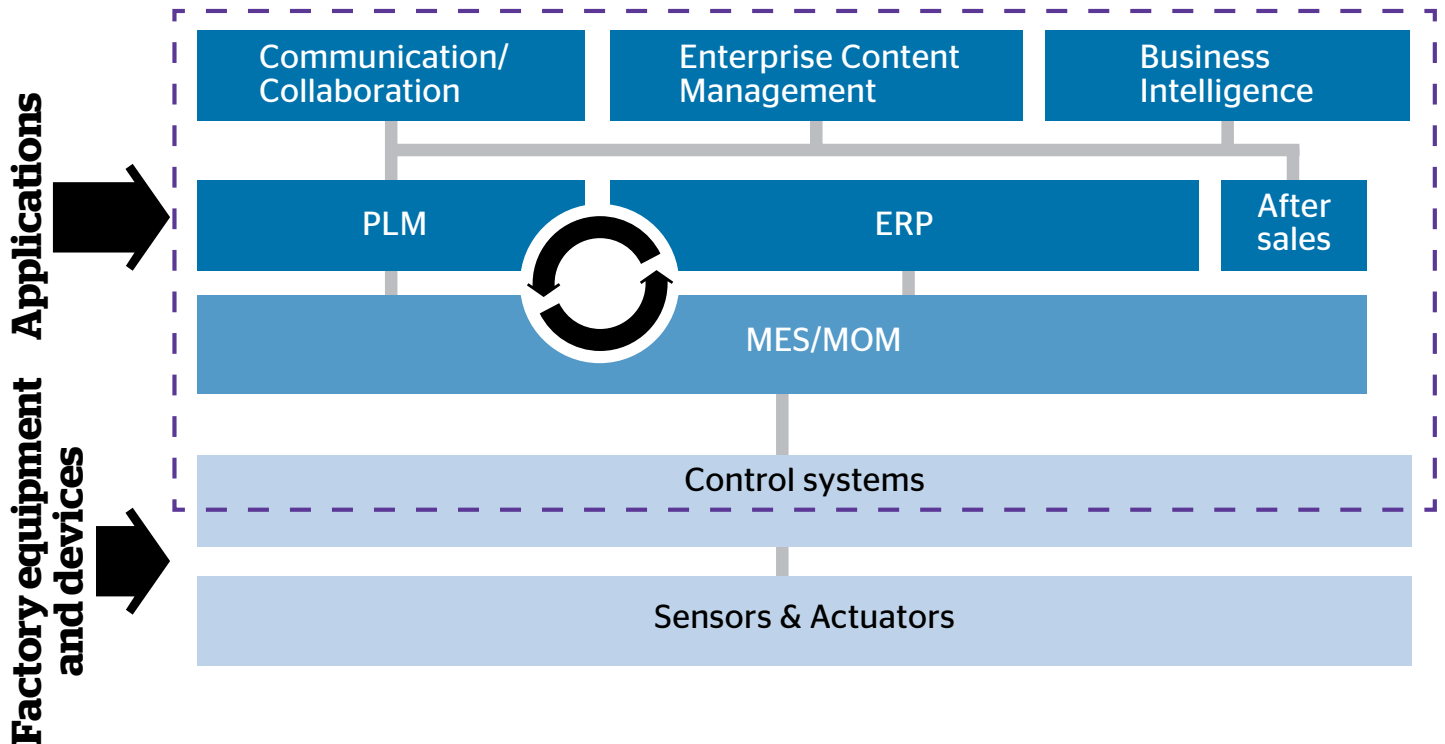 Communication/
Collaboration
Enterprise Content
Management
Business
Intelligence
Applications
PLM
ERP
After
sales
MES/MOM
Factory equipment
and devices
Control systems
Sensors & Actuators